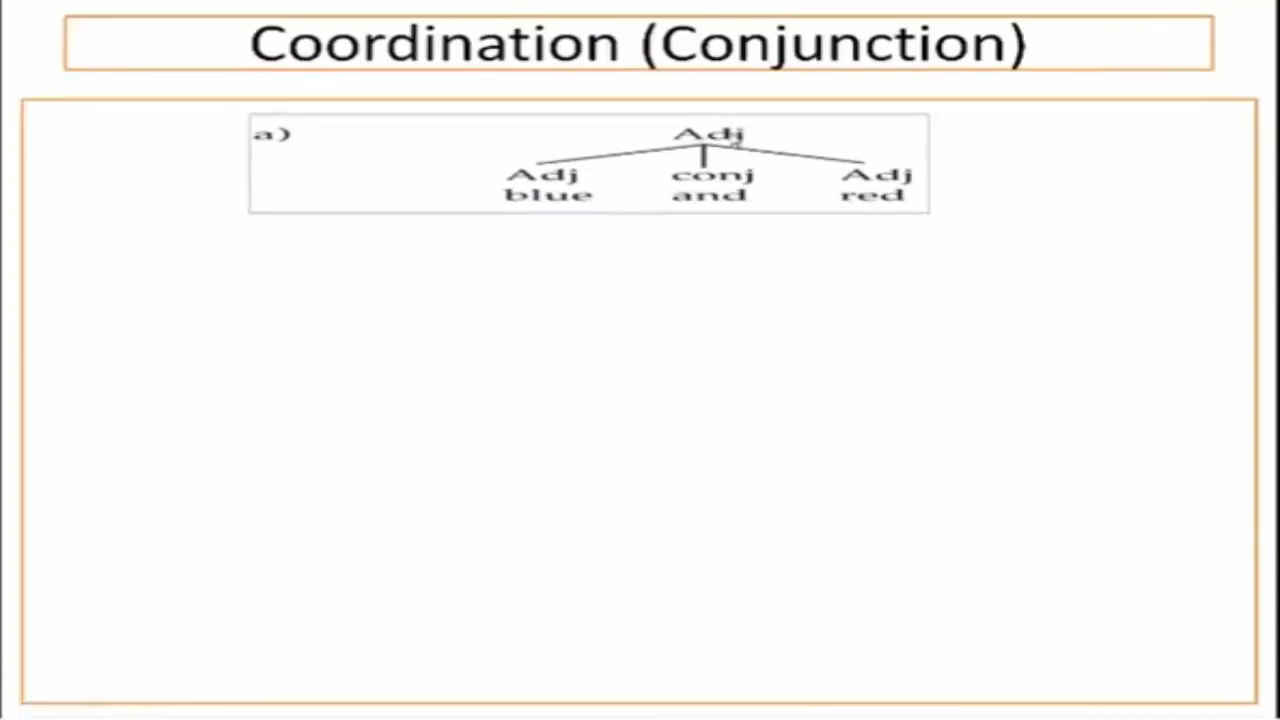 Coordination (Conjunction)
a) Adj
Adj conj Adj
blue and red